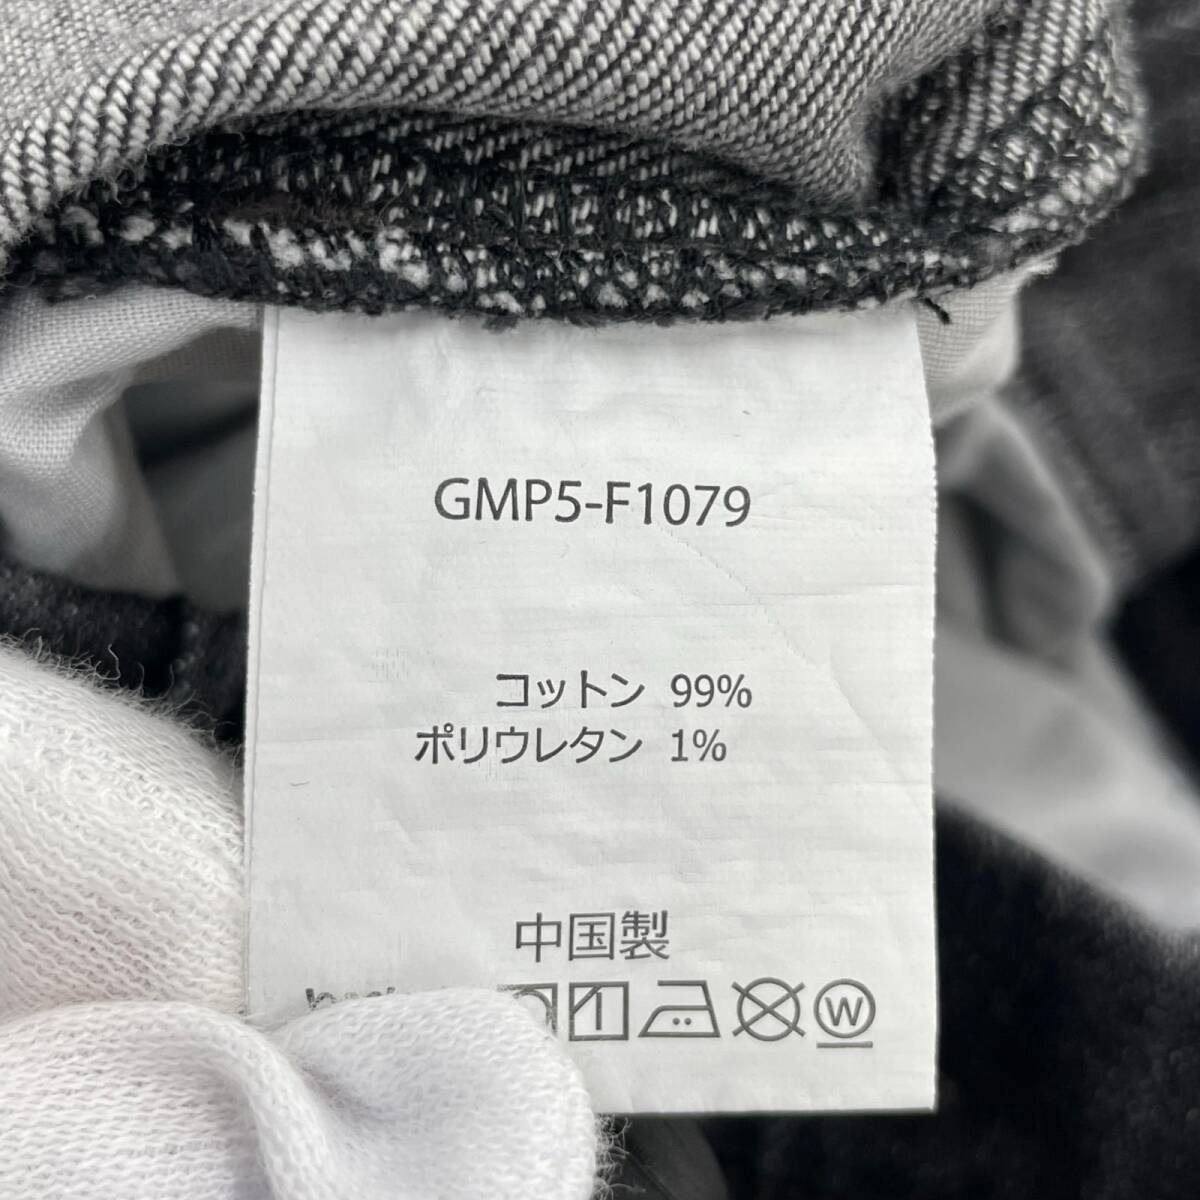 GMP5-F1079
コットン 99%
ポリウレタン 1%
中国製
W